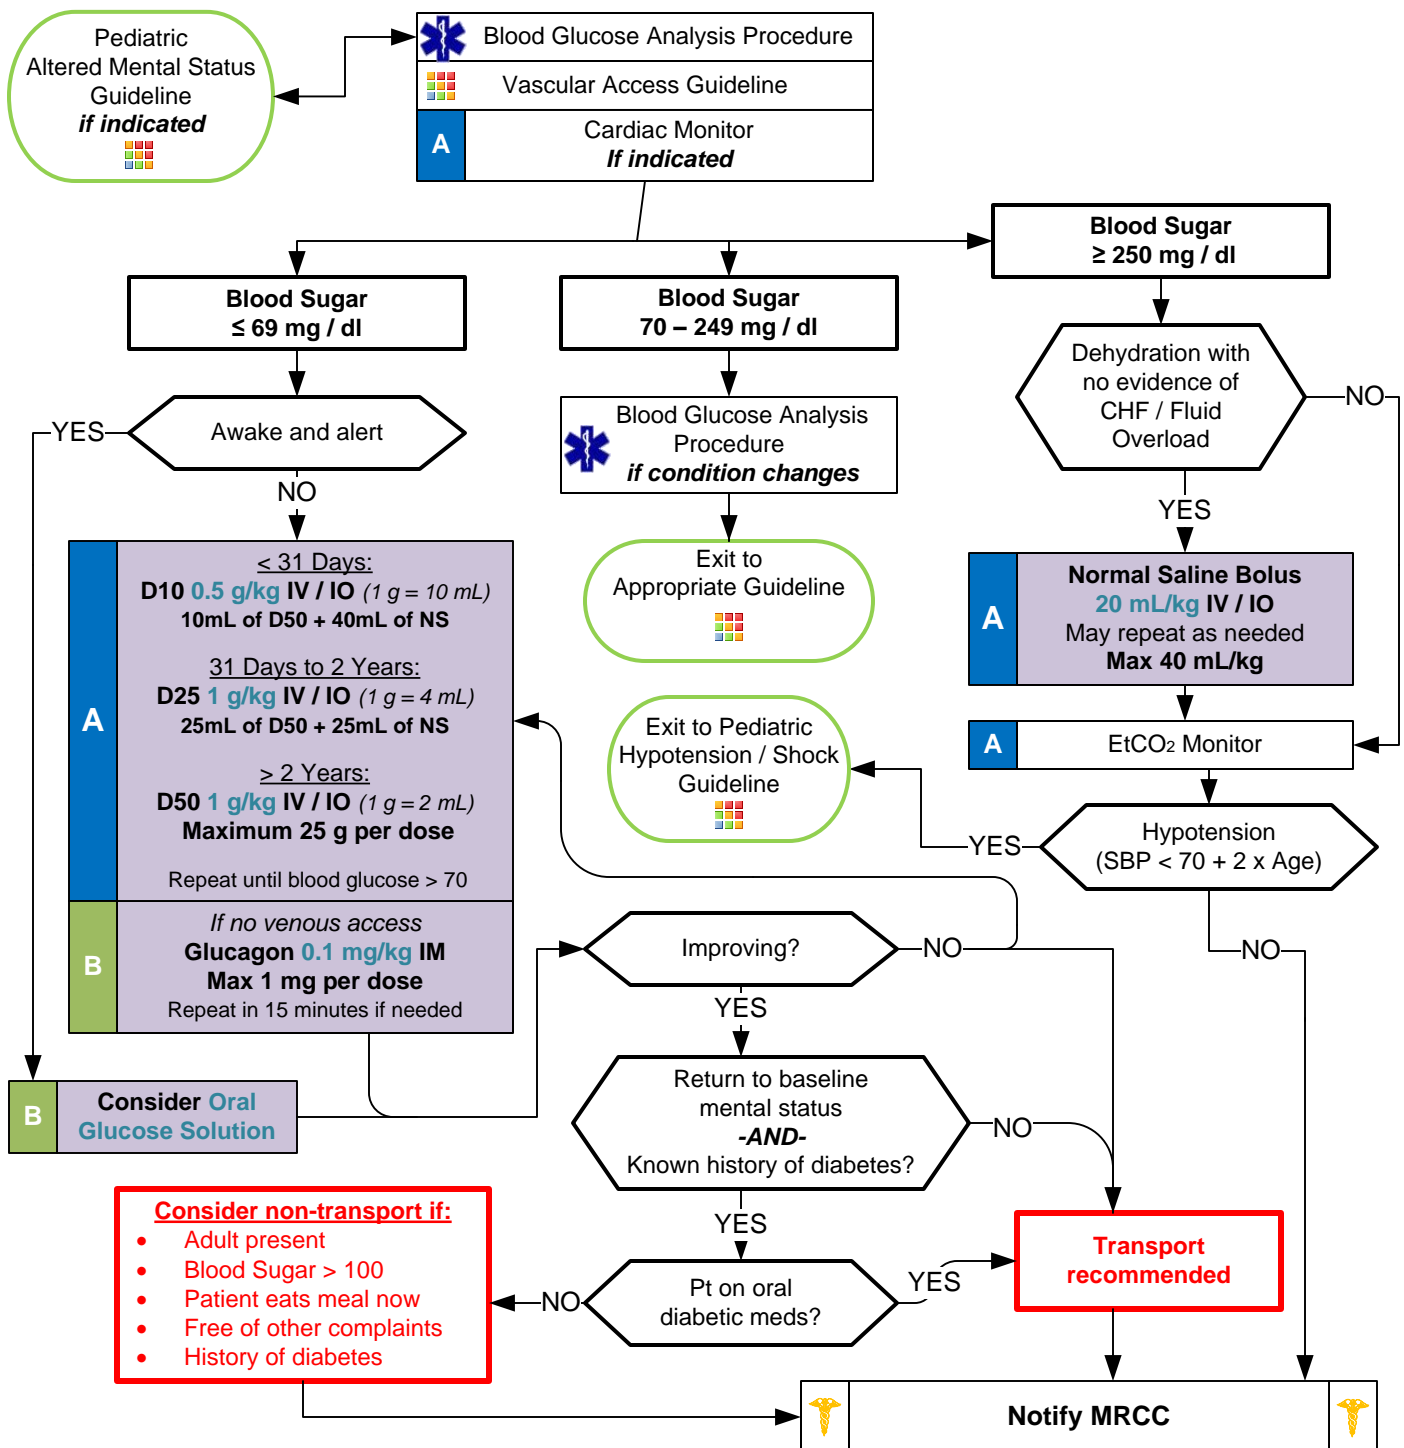 Pediatric
Altered Mental Status
Guideline
if indicated
Blood Glucose Analysis Procedure
Vascular Access Guideline
A
Cardiac Monitor
If indicated
Blood Sugar
≥ 250 mg / dl
Blood Sugar
≤ 69 mg / dl
Blood Sugar
70 – 249 mg / dl
Dehydration with
no evidence of
CHF / Fluid
Overload
NO
YES
YES
Awake and alert
NO
Blood Glucose Analysis
Procedure
if condition changes
Exit to
Appropriate Guideline
A
< 31 Days:
D10 0.5 g/kg IV / IO (1 g = 10 mL)
10mL of D50 + 40mL of NS
31 Days to 2 Years:
D25 1 g/kg IV / IO (1 g = 4 mL)
25mL of D50 + 25mL of NS
> 2 Years:
D50 1 g/kg IV / IO (1 g = 2 mL)
Maximum 25 g per dose
Repeat until blood glucose > 70
B
If no venous access
Glucagon 0.1 mg/kg IM
Max 1 mg per dose
Repeat in 15 minutes if needed
A
Normal Saline Bolus
20 mL/kg IV / IO
May repeat as needed
Max 40 mL/kg
A
EtCO2 Monitor
Exit to Pediatric
Hypotension / Shock
Guideline
YES
Hypotension
(SBP < 70 + 2 x Age)
NO
Improving?
NO
YES
B
Consider Oral
Glucose Solution
Return to baseline
mental status
-AND-
Known history of diabetes?
NO
YES
Consider non-transport if:
• Adult present
• Blood Sugar > 100
• Patient eats meal now
• Free of other complaints
• History of diabetes
NO
Pt on oral
diabetic meds?
YES
Transport
recommended
Notify MRCC